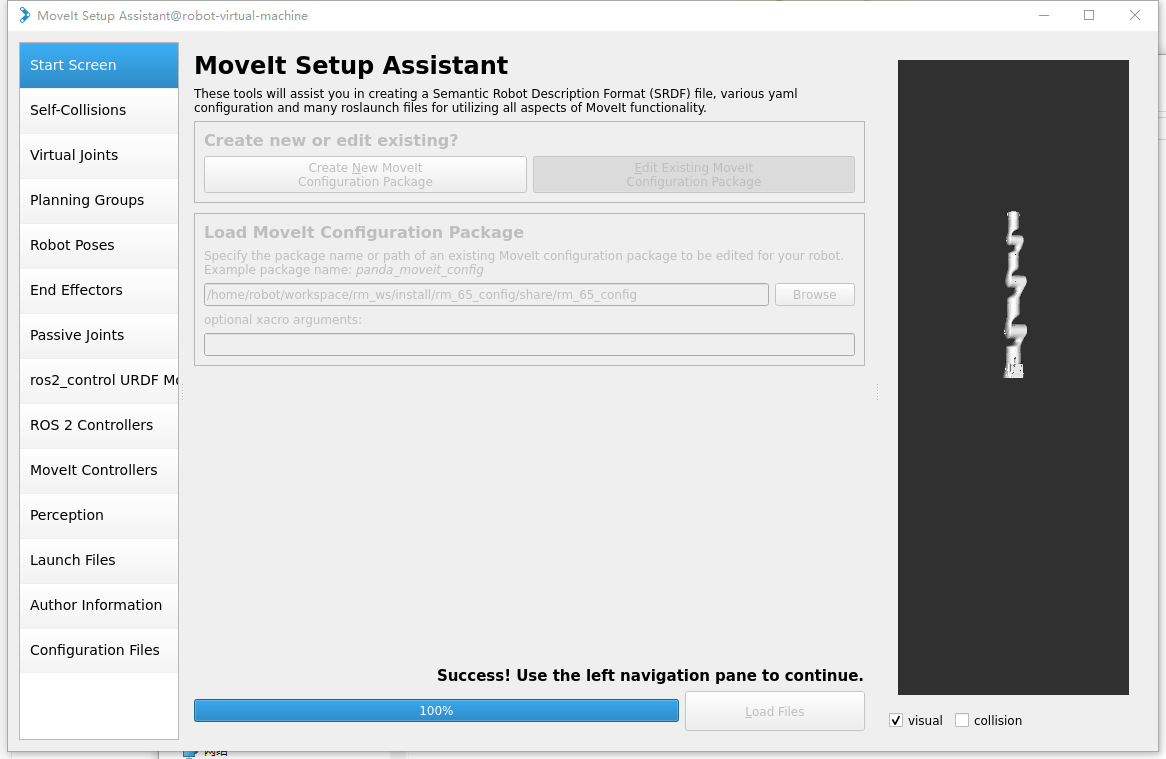 MoveIt Setup Assistant@robot-virtual-machine
Start Screen
Self-Collisions
Virtual Joints
Planning Groups
Robot Poses
End Effectors
Passive Joints
ros2_control URDF Mo
ROS 2 Controllers
MoveIt Controllers
Perception
Launch Files
Author Information
Configuration Files
MoveIt Setup Assistant
These tools will assist you in creating a Semantic Robot Description Format (SRDF) file, various yaml
configuration and many roslaunch files for utilizing all aspects of MoveIt functionality.
Create new or edit existing?
Create New MoveIt
Configuration Package
Edit Existing MoveIt
Configuration Package
Load MoveIt Configuration Package
Specify the package name or path of an existing MoveIt configuration package to be edited for your robot.
Example package name: panda_moveit_config
/home/robot/workspace/rm_ws/install/rm_65_config/share/rm_65_config
Browse
optional xacro arguments:
Success! Use the left navigation pane to continue.
100%
Load Files
visual
collision